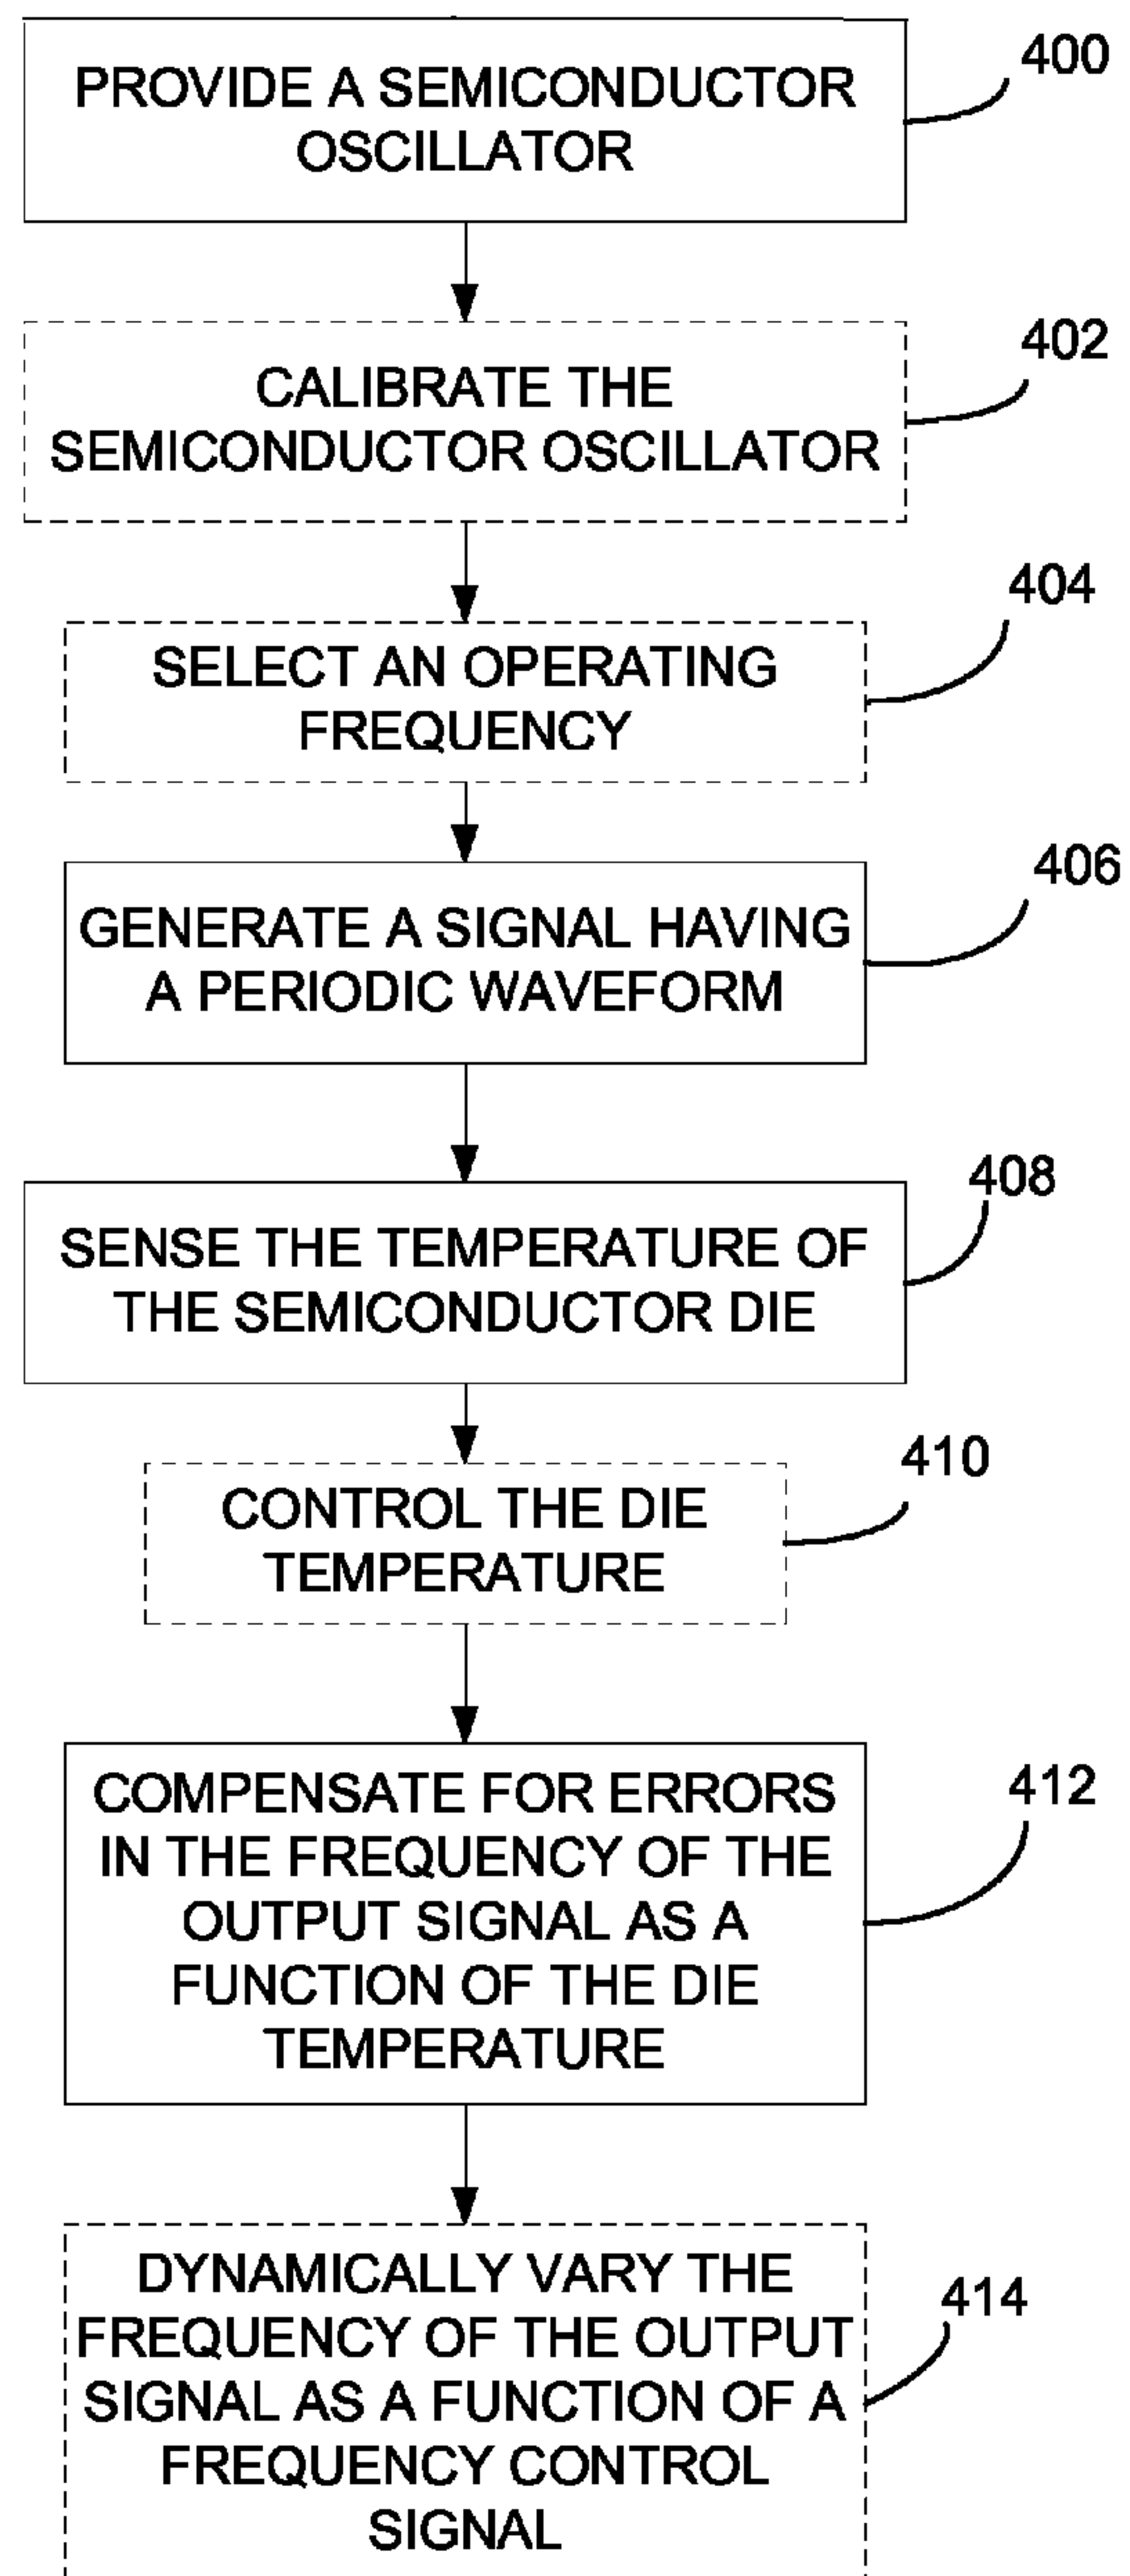 PROVIDE A SEMICONDUCTOR
OSCILLATOR
400
CALIBRATE THE
SEMICONDUCTOR OSCILLATOR
402
SELECT AN OPERATING
FREQUENCY
404
GENERATE A SIGNAL HAVING
A PERIODIC WAVEFORM
406
SENSE THE TEMPERATURE OF
THE SEMICONDUCTOR DIE
408
CONTROL THE DIE
TEMPERATURE
410
COMPENSATE FOR ERRORS
IN THE FREQUENCY OF THE
OUTPUT SIGNAL AS A
FUNCTION OF THE DIE
TEMPERATURE
412
DYNAMICALLY VARY THE
FREQUENCY OF THE OUTPUT
SIGNAL AS A FUNCTION OF A
FREQUENCY CONTROL
SIGNAL
414